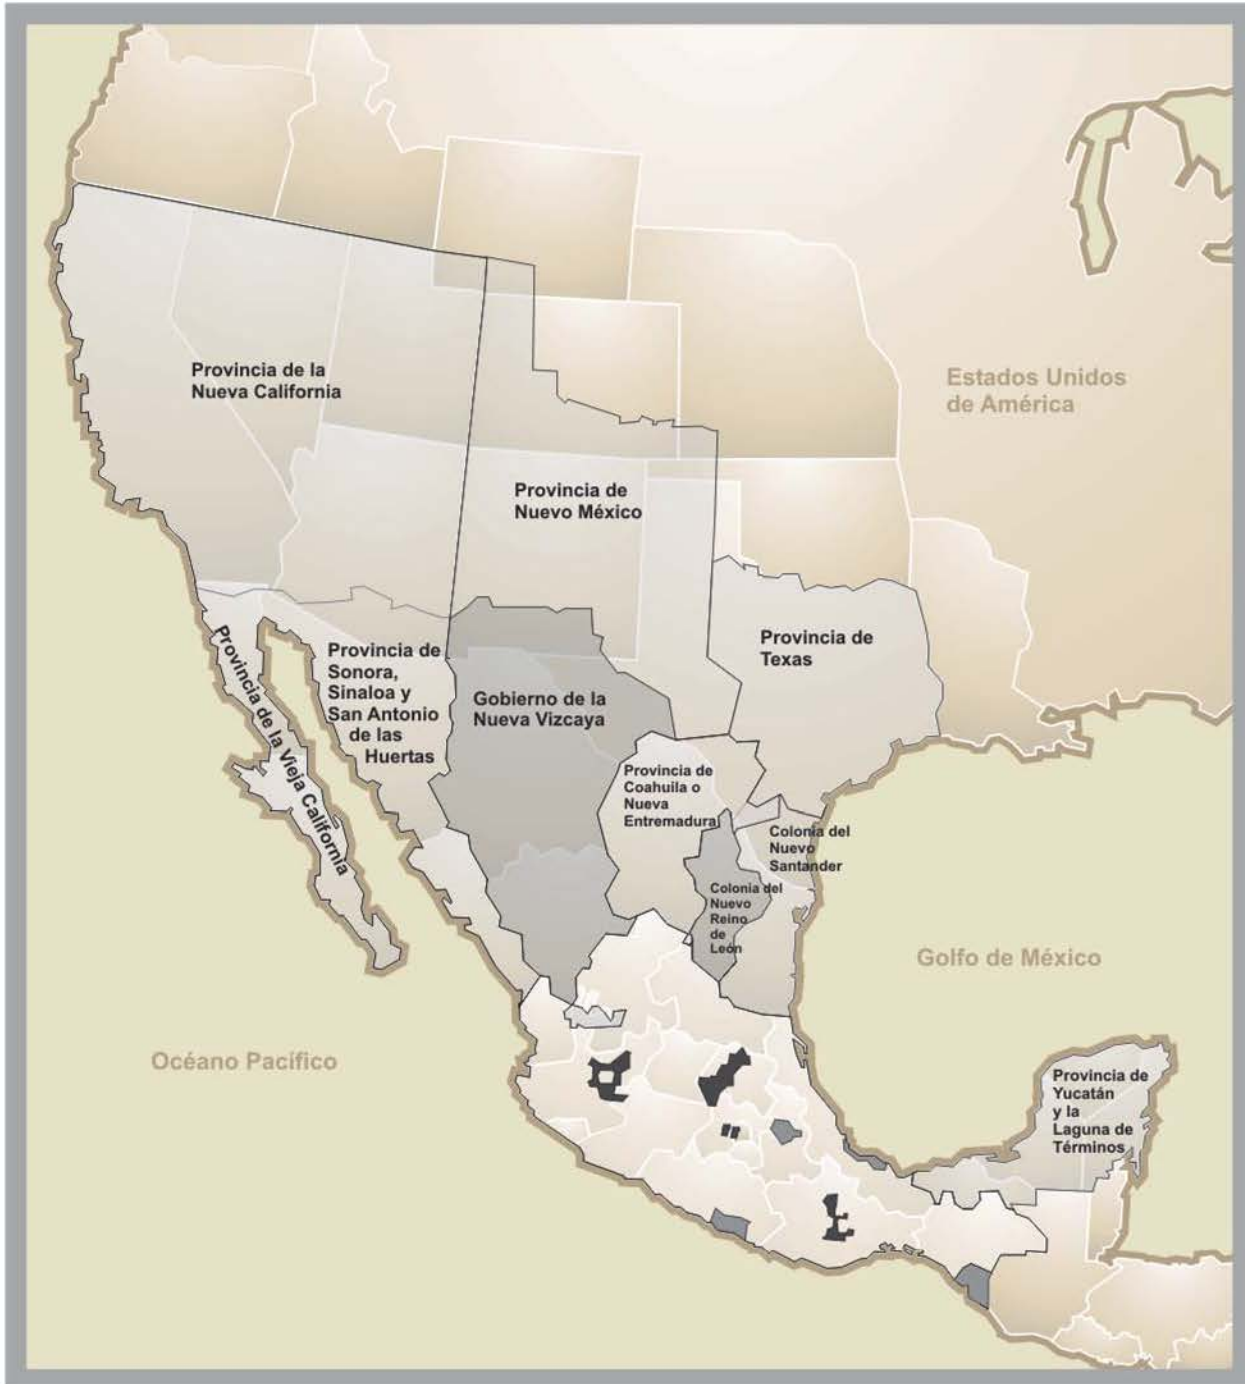 Provincia de la
Nueva California
Estados Unidos
de América
Provincia de
Nuevo México
Provincia de
Texas
Provincia de la Vieja California
Provincia de
Sonora,
Sinaloa y
San Antonio
de las
Huertas
Gobierno de la
Nueva Vizcaya
Provincia de
Coahuila o
Nueva
Entremadura
Colonia del
Nuevo
Santander
Colonia del
Nuevo
Reino
de
León
Golfo de México
Océano Pacífico
Provincia de
Yucatán
y la
Laguna de
Términos